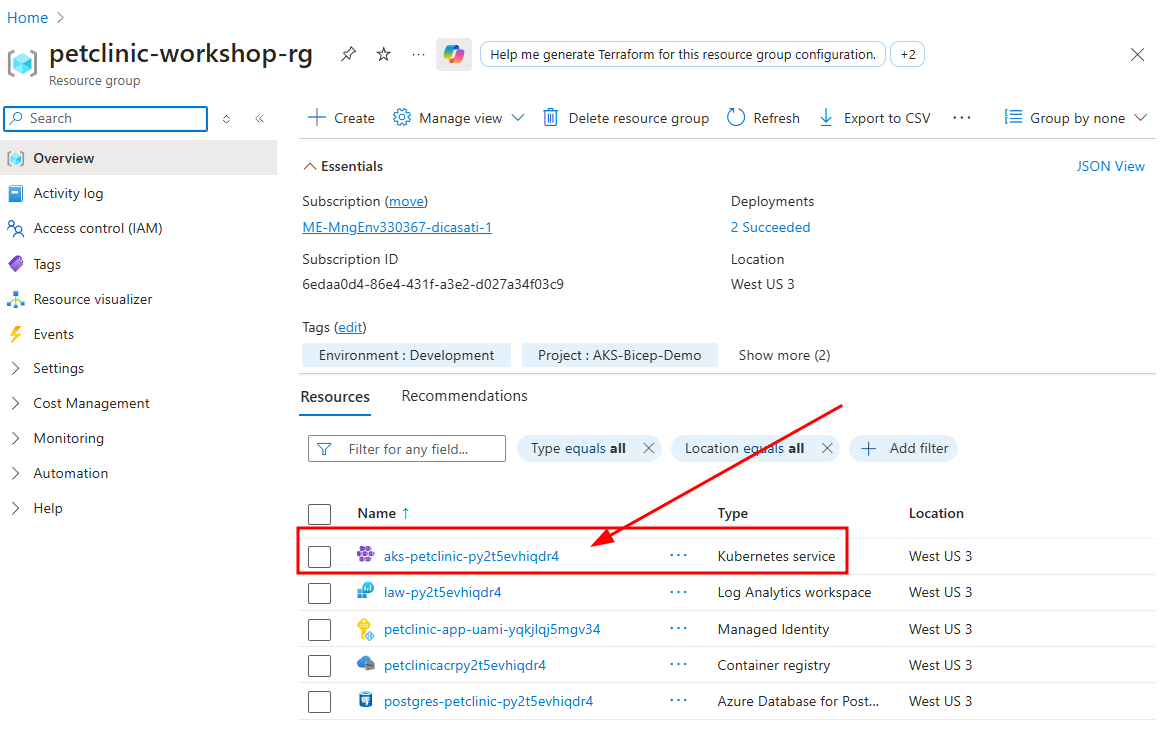 Home
petclinic-workshop-rg
Resource group
Help me generate Terraform for this resource group configuration.
+2
Search
Overview
Activity log
Access control (IAM)
Tags
Resource visualizer
Events
Settings
Cost Management
Monitoring
Automation
Help
Create
Manage view
Delete resource group
Refresh
Export to CSV
Group by none
Essentials
JSON View
Subscription (move)
ME-MngEnv330367-dicasati-1
Subscription ID
6edaa0d4-86e4-431f-a3e2-d027a34f03c9
Deployments
2 Succeeded
Location
West US 3
Tags (edit)
Environment : Development
Project : AKS-Bicep-Demo
Show more (2)
Resources
Recommendations
Filter for any field...
Type equals all
Location equals all
Add filter
Name ↑ Type Location
aks-petclinic-py2t5evhiqdr4 ··· Kubernetes service West US 3
law-py2t5evhiqdr4 ··· Log Analytics workspace West US 3
petclinic-app-uami-yqkjlqj5mgv34 ··· Managed Identity West US 3
petclinicacrpy2t5evhiqdr4 ··· Container registry West US 3
postgres-petclinic-py2t5evhiqdr4 ··· Azure Database for Post... West US 3